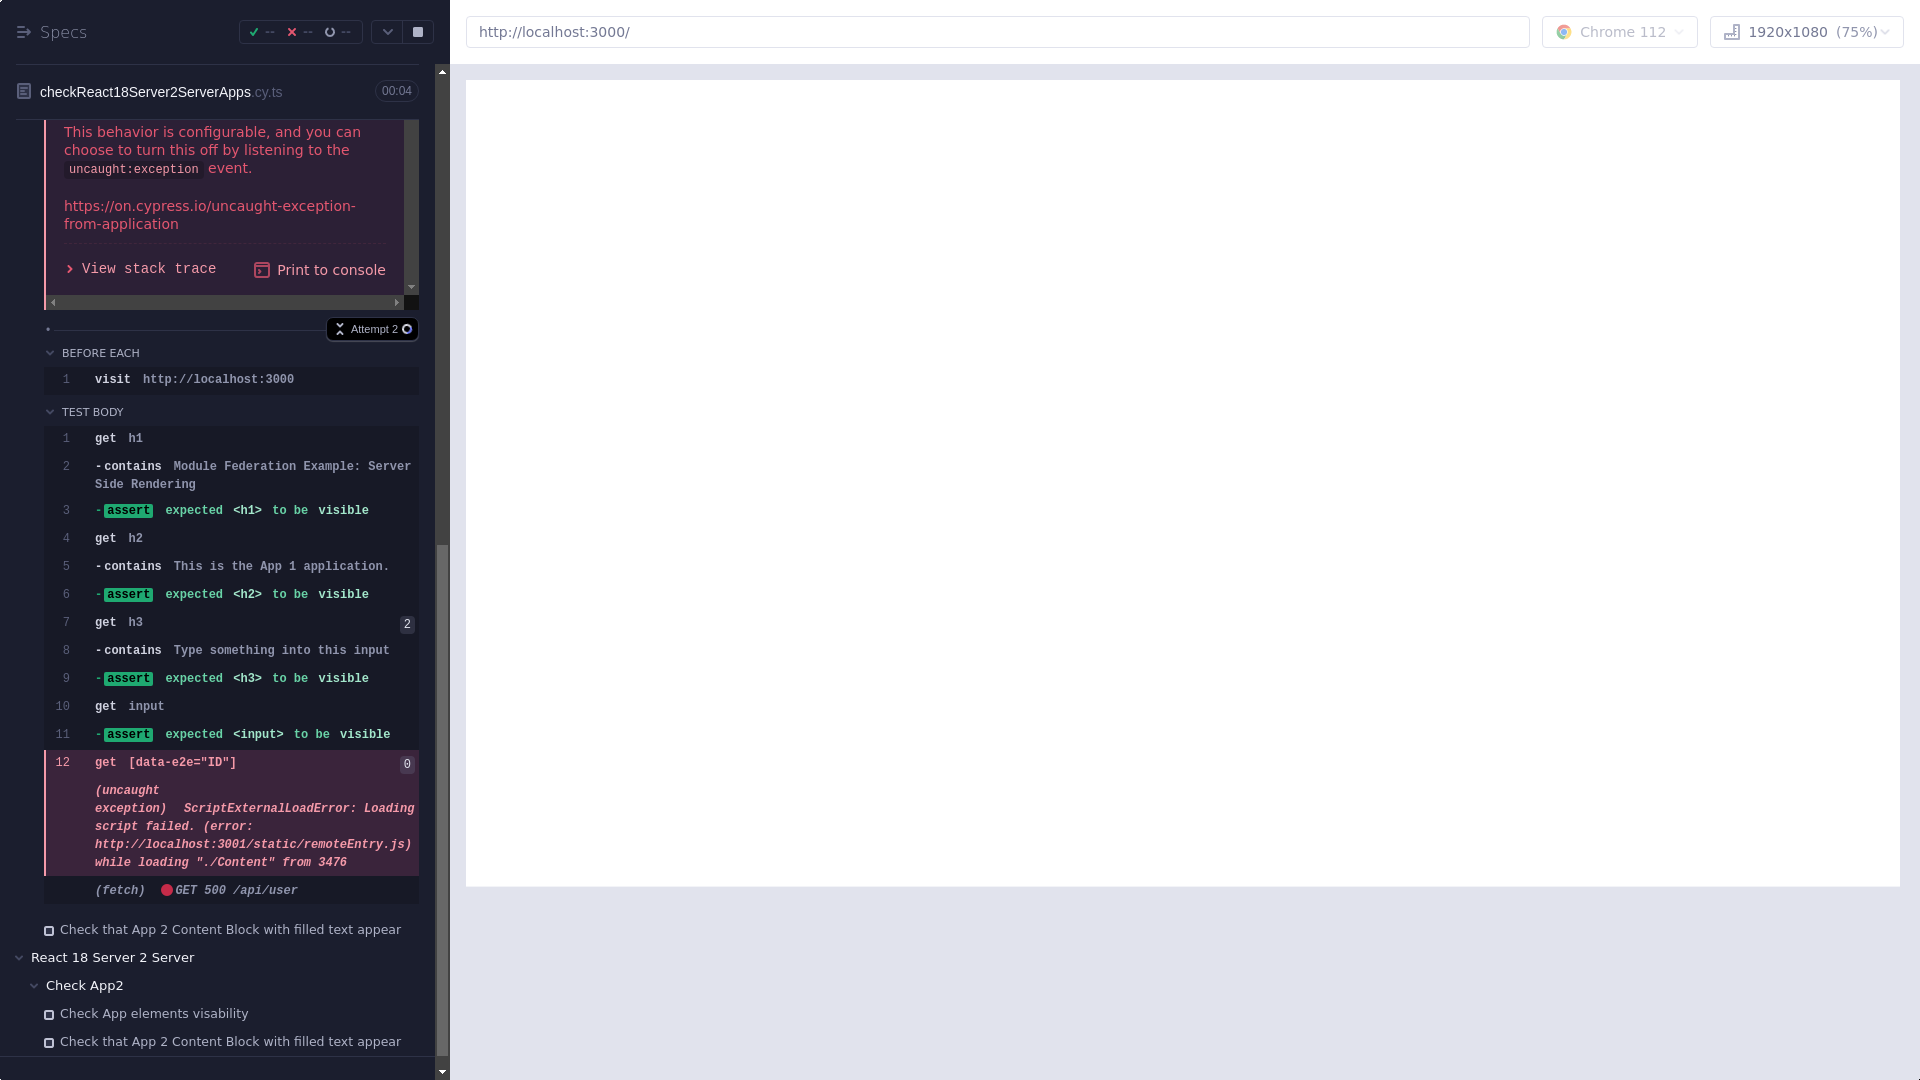 Specs
--
--
--
http://localhost:3000/
Chrome 112
1920x1080 (75%)
checkReact18Server2ServerApps.cy.ts
00:04
This behavior is configurable, and you can
choose to turn this off by listening to the
uncaught:exception event.
https://on.cypress.io/uncaught-exception-
from-application
View stack trace
Print to console
Attempt 2
BEFORE EACH
1 visit http://localhost:3000
TEST BODY
1 get h1
2 -contains Module Federation Example: Server
Side Rendering
3 -assert expected <h1> to be visible
4 get h2
5 -contains This is the App 1 application.
6 -assert expected <h2> to be visible
7 get h3 2
8 -contains Type something into this input
9 -assert expected <h3> to be visible
10 get input
11 -assert expected <input> to be visible
12 get [data-e2e="ID"] 0
(uncaught
exception) ScriptExternalLoadError: Loading
script failed. (error:
http://localhost:3001/static/remoteEntry.js)
while loading "./Content" from 3476
(fetch) GET 500 /api/user
Check that App 2 Content Block with filled text appear
React 18 Server 2 Server
Check App2
Check App elements visability
Check that App 2 Content Block with filled text appear